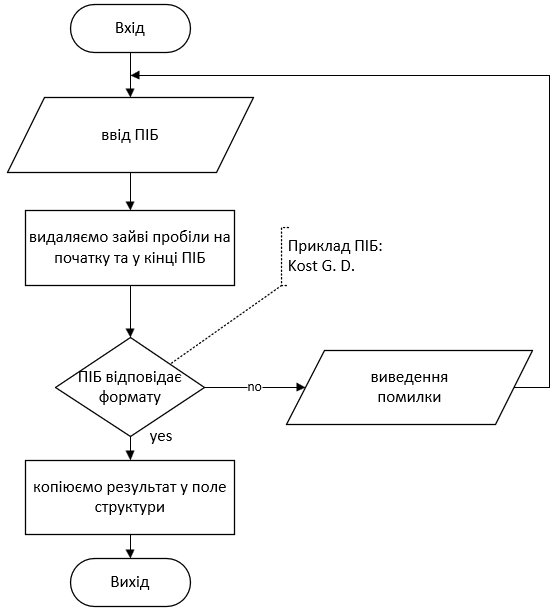 Вхід
ввід ПІБ
видаляємо зайві пробіли на
початку та у кінці ПІБ
Приклад ПІБ:
Kost G. D.
ПІБ відповідає
формату
no
виведення
помилки
yes
копіюємо результат у поле
структури
Вихід